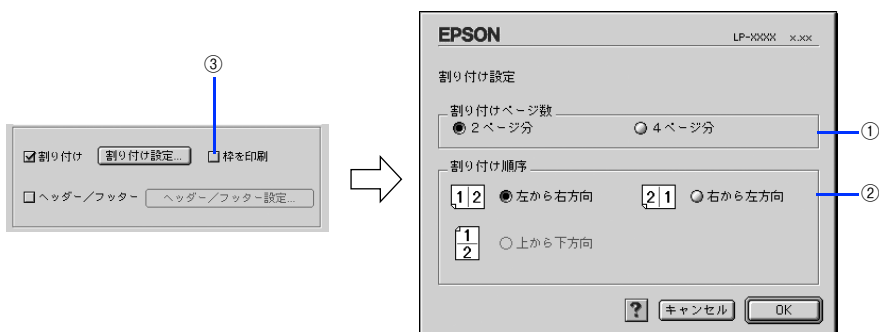 ③
☑割り付け 割り付け設定... □枠を印刷
□ヘッダー/フッター ヘッダー/フッター設定...
EPSON LP-XXXX x.xx
割り付け設定
割り付けページ数
◉2ページ分 ○4ページ分 ①
割り付け順序
1 2 ◉左から右方向 2 1 ○右から左方向 ②
1
2 ○上から下方向
? キャンセル OK